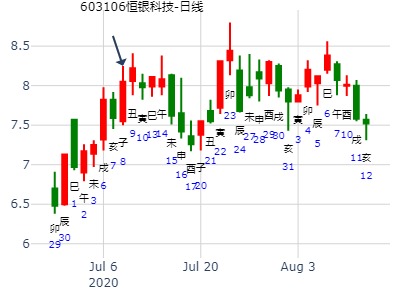 603106恒银科技-日线
8.5
8
7.5
7
6.5
6
卯 辰 巳 午 未 戌 亥 子 丑 寅 巳 午 未 申 酉 子 丑 寅 卯 辰 未 申 酉 戌 亥 寅 卯 辰 巳 午 酉 戌 亥
29 30 1 2 3 6 7 8 9 10 13 14 15 16 17 20 21 22 23 24 27 28 29 30 31 3 4 5 6 7 10 11 12
Jul 6 Jul 20 Aug 3
2020